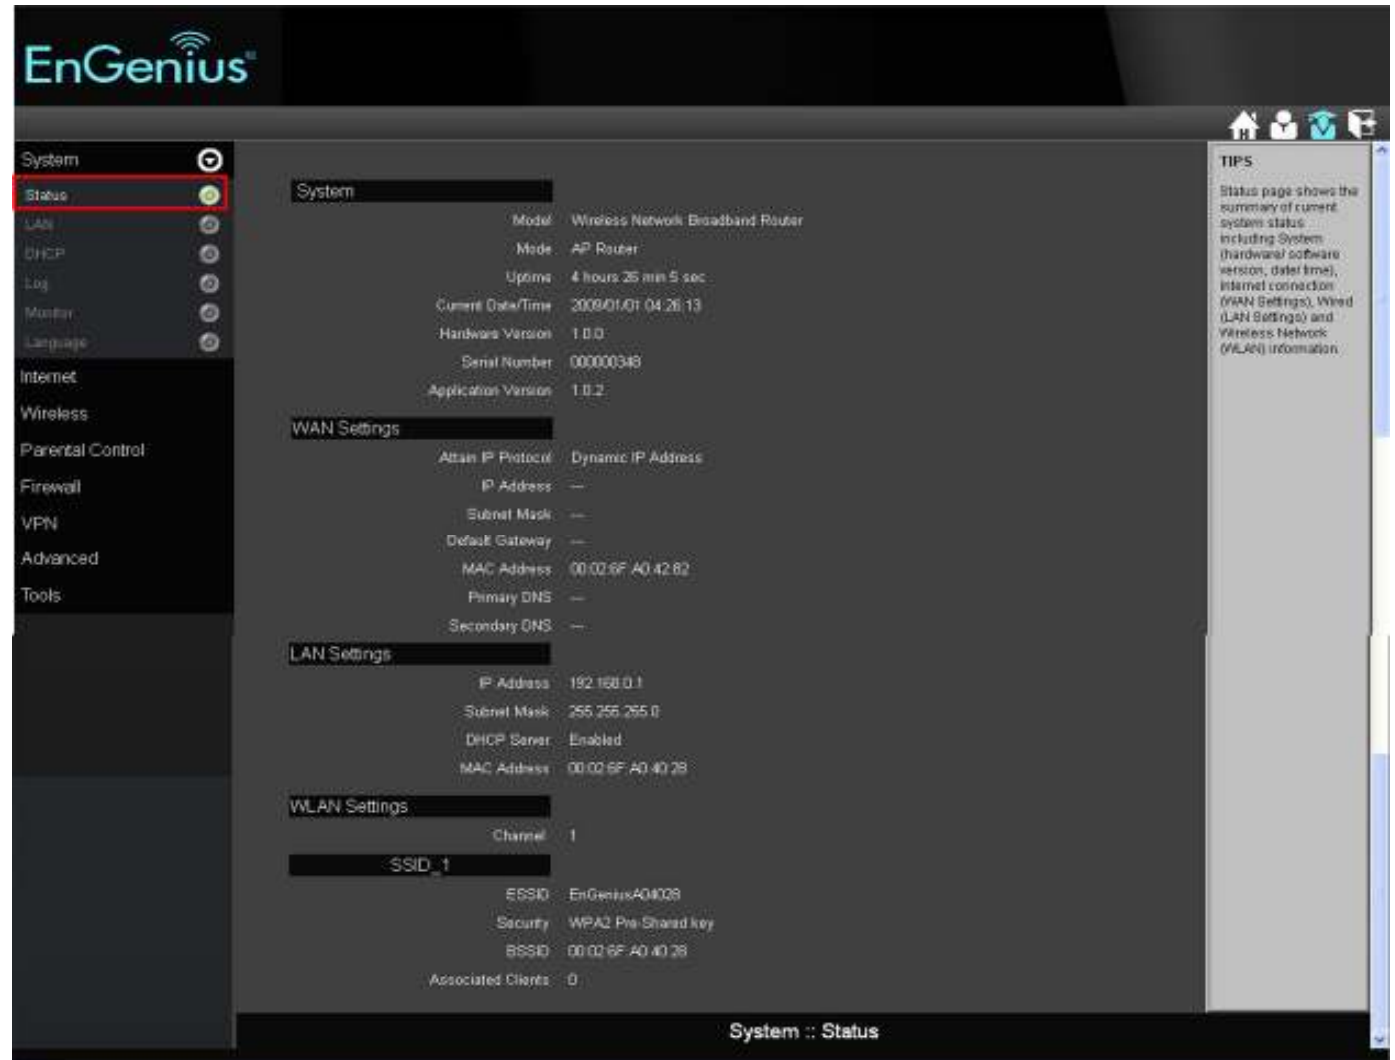 EnGenius®
System
Status
LAN
DHCP
Log
Monitor
Language
Internet
Wireless
Parental Control
Firewall
VPN
Advanced
Tools
System
Model Wireless Network Broadband Router
Mode AP Router
Uptime 4 hours 26 min 5 sec
Current Date/Time 2009/01/01 04:26:13
Hardware Version 1.0.0
Serial Number 000000348
Application Version 1.0.2
WAN Settings
Attain IP Protocol Dynamic IP Address
IP Address ---
Subnet Mask ---
Default Gateway ---
MAC Address 00:02:6F:A0:42:82
Primary DNS ---
Secondary DNS ---
LAN Settings
IP Address 192.168.0.1
Subnet Mask 255.255.255.0
DHCP Server Enabled
MAC Address 00:02:6F:A0:40:28
WLAN Settings
Channel 1
SSID_1
ESSID EnGeniusA04028
Security WPA2 Pre-Shared key
BSSID 00:02:6F:A0:40:28
Associated Clients 0
TIPS
Status page shows the
summary of current
system status
including System
(hardware/ software
version, date/ time),
Internet connection
(WAN Settings), Wired
(LAN Settings) and
Wireless Network
(WLAN) information.
System :: Status